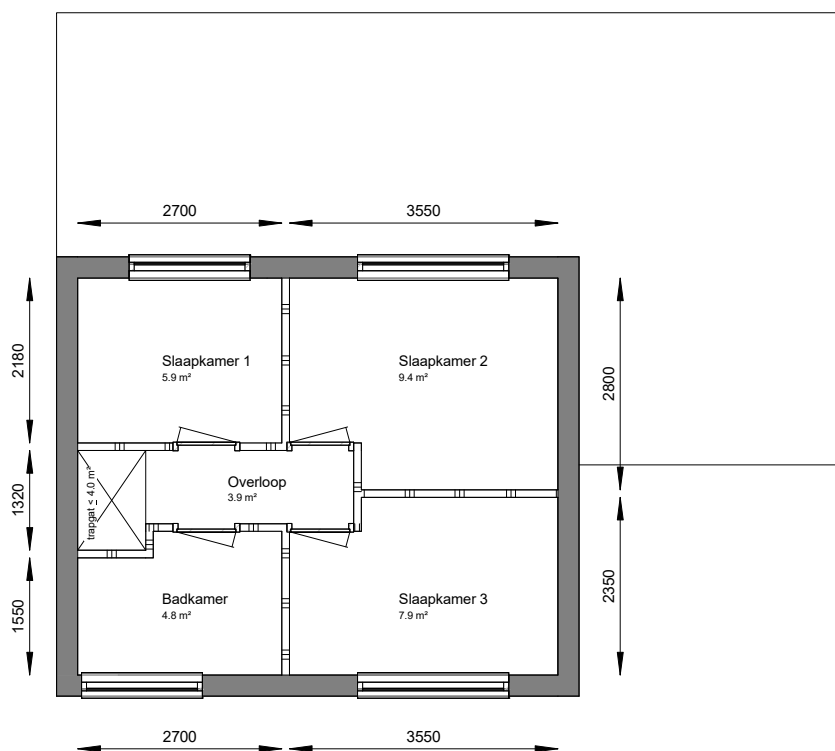 2700
3550
2180
2800
Slaapkamer 1
5.9 m²
Slaapkamer 2
9.4 m²
1320
trapgat < 4.0 m²
Overloop
3.9 m²
1550
2350
Badkamer
4.8 m²
Slaapkamer 3
7.9 m²
2700
3550